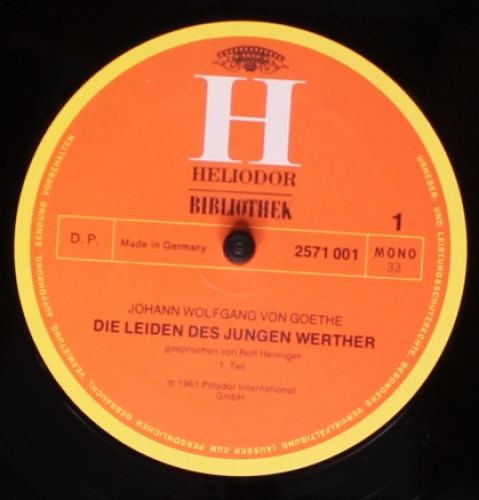 H
HELIODOR
BIBLIOTHEK
1
D. P.
Made in Germany
2571 001
MONO
33
JOHANN WOLFGANG VON GOETHE
DIE LEIDEN DES JUNGEN WERTHER
gesprochen von Rolf Henniger
1. Teil
℗ 1961 Polydor International
GmbH
URHEBER- UND LEISTUNGSSCHUTZRECHTE, BESONDERS VERVIELFÄLTIGUNG (AUSSER ZUM PERSÖNLICHEN GEBRAUCH), VERMIETUNG, AUFFÜHRUNG, SENDUNG VORBEHALTEN